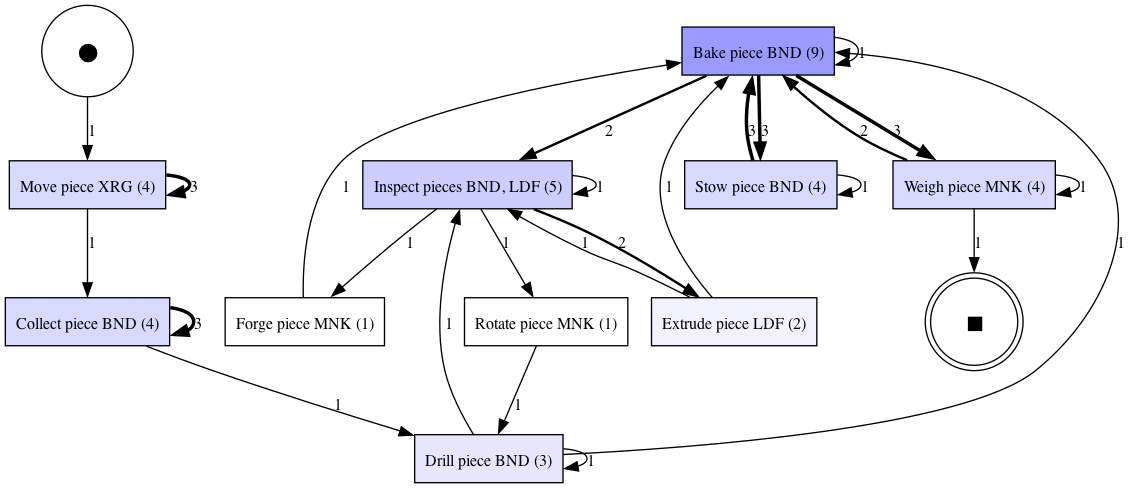 Bake piece BND (9)
1
1
2
3
3
2
3
Move piece XRG (4)
3
1
Inspect pieces BND, LDF (5)
1
Stow piece BND (4)
1
Weigh piece MNK (4)
1
1
1
1
1
2
1
1
1
Collect piece BND (4)
3
Forge piece MNK (1)
1
Rotate piece MNK (1)
Extrude piece LDF (2)
1
1
Drill piece BND (3)
1